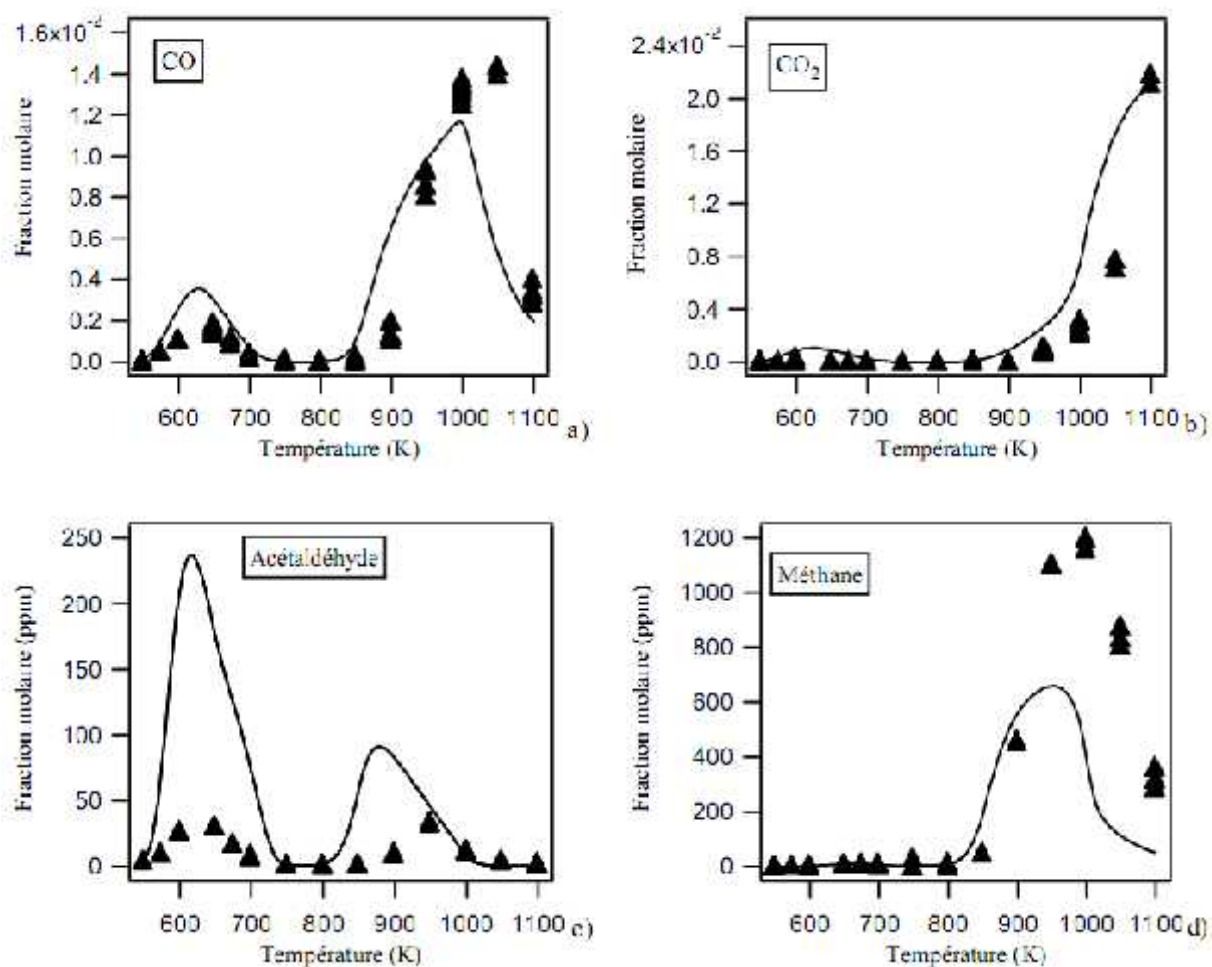 1.6x10⁻²
CO
1.4
1.2
1.0
0.8
0.6
0.4
0.2
0.0
Fraction molaire
600 700 800 900 1000 1100
Température (K)
a)
2.4x10⁻²
CO₂
2.0
1.6
1.2
0.8
0.4
0.0
Fraction molaire
600 700 800 900 1000 1100
Température (K)
b)
250
Acétaldéhyde
200
150
100
50
0
Fraction molaire (ppm)
600 700 800 900 1000 1100
Température (K)
c)
1200
Méthane
1000
800
600
400
200
0
Fraction molaire (ppm)
600 700 800 900 1000 1100
Température (K)
d)